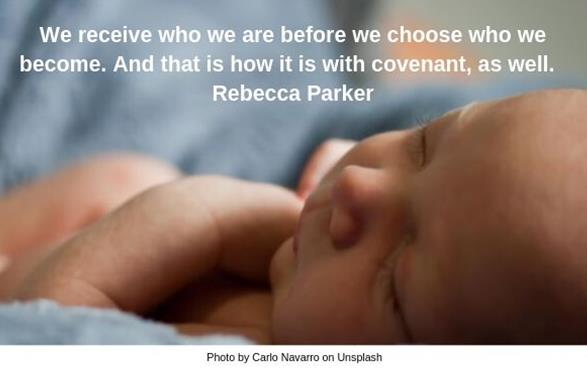 We receive who we are before we choose who we
become. And that is how it is with covenant, as well.
Rebecca Parker
Photo by Carlo Navarro on Unsplash